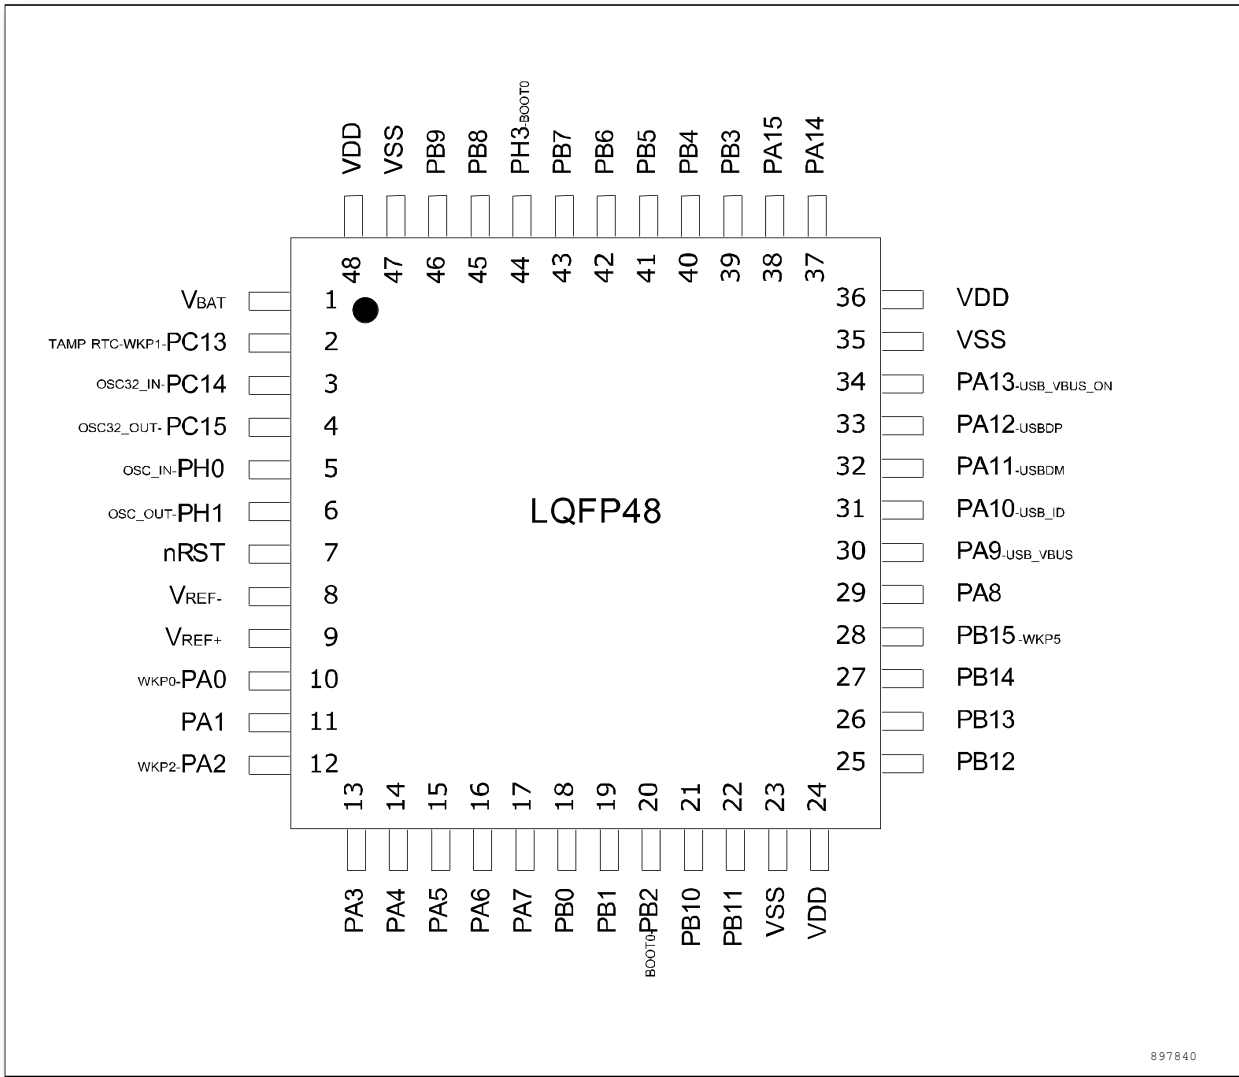 VDD
VSS
PB9
PB8
PH3-BOOT0
PB7
PB6
PB5
PB4
PB3
PA15
PA14
48
47
46
45
44
43
42
41
40
39
38
37
VBAT 1
TAMP RTC-WKP1-PC13 2
OSC32_IN-PC14 3
OSC32_OUT-PC15 4
OSC_IN-PH0 5
OSC_OUT-PH1 6
nRST 7
VREF- 8
VREF+ 9
WKP0-PA0 10
PA1 11
WKP2-PA2 12
LQFP48
36 VDD
35 VSS
34 PA13-USB_VBUS_ON
33 PA12-USBDP
32 PA11-USBDM
31 PA10-USB_ID
30 PA9-USB_VBUS
29 PA8
28 PB15-WKP5
27 PB14
26 PB13
25 PB12
13
14
15
16
17
18
19
20
21
22
23
24
PA3
PA4
PA5
PA6
PA7
PB0
PB1
BOOT0-PB2
PB10
PB11
VSS
VDD
897840